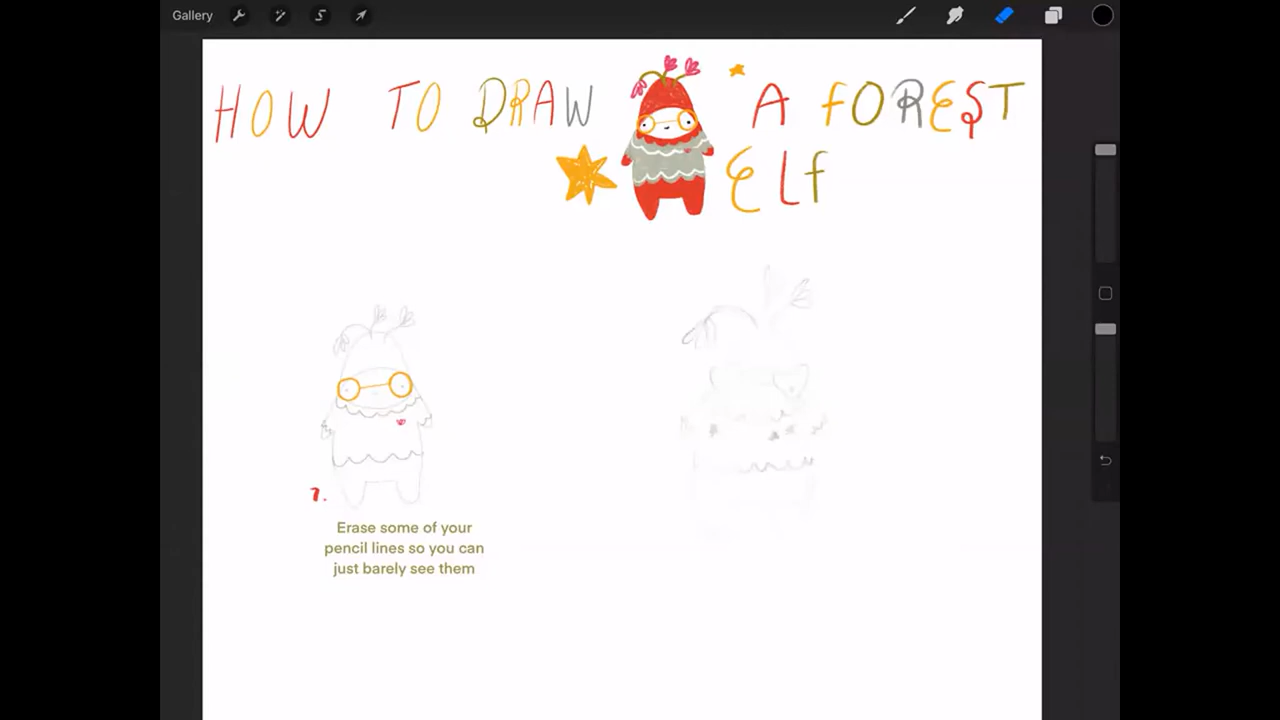 Gallery
HOW TO DRAW A FOREST
ELf
7.
Erase some of your
pencil lines so you can
just barely see them